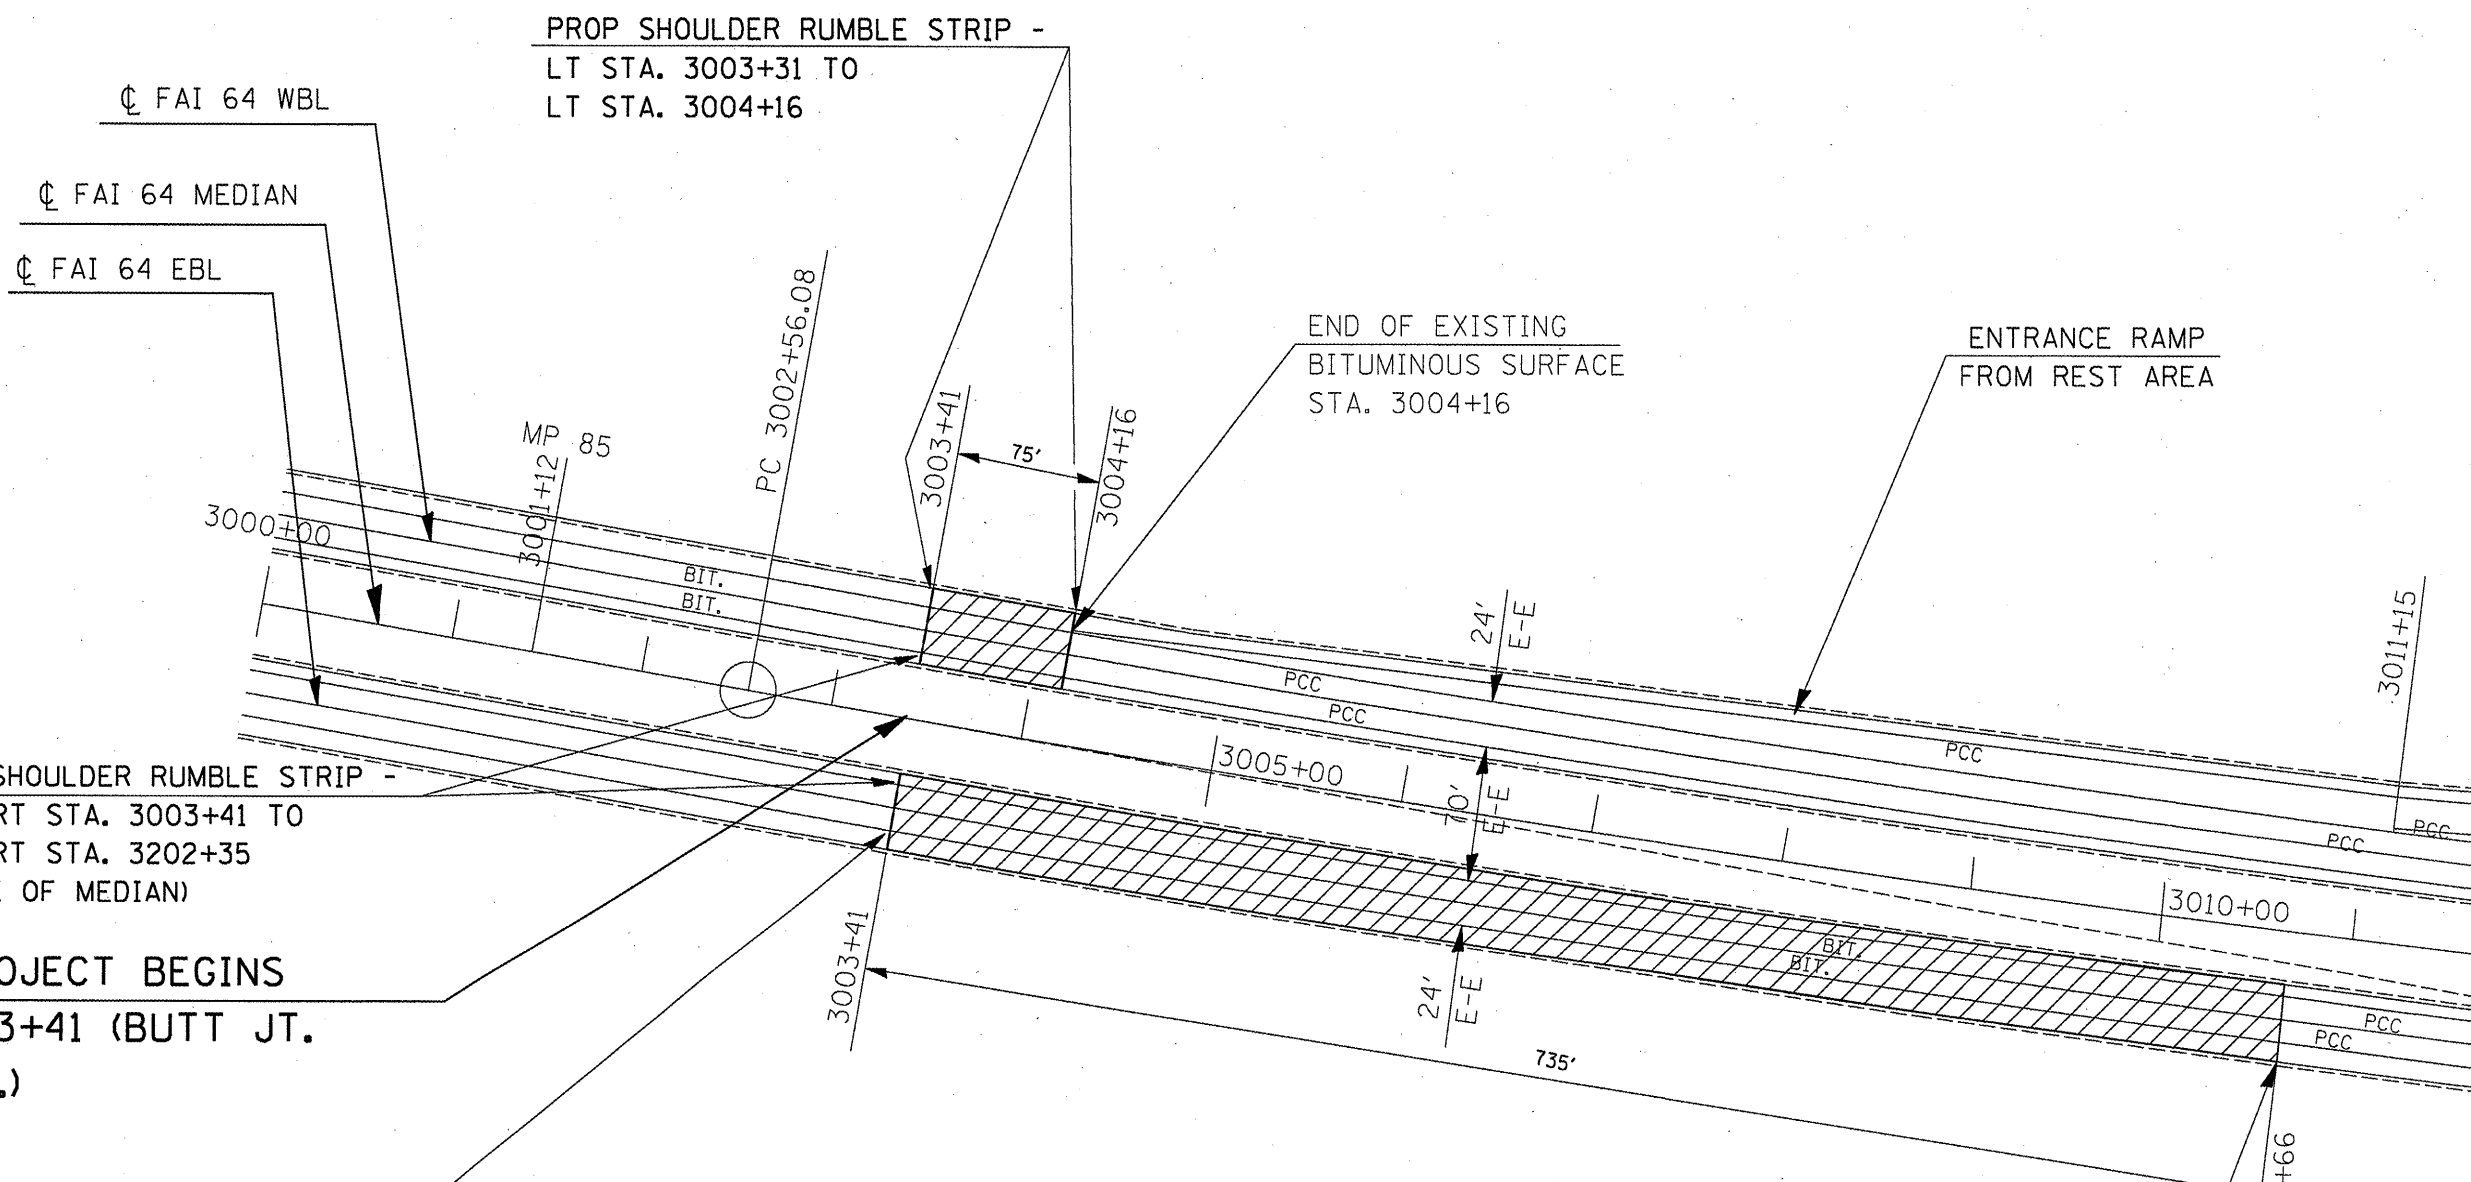 PROP SHOULDER RUMBLE STRIP -
LT STA. 3003+31 TO
LT STA. 3004+16
℄ FAI 64 WBL
℄ FAI 64 MEDIAN
℄ FAI 64 EBL
PC 3002+56.08
MP 85
3001+12
3000+00
3003+41
75'
3004+16
END OF EXISTING
BITUMINOUS SURFACE
STA. 3004+16
ENTRANCE RAMP
FROM REST AREA
BIT.
BIT.
24'
E-E
3011+15
PCC
PCC
PCC
PCC
PCC
3005+00
70'
E-E
3010+00
SHOULDER RUMBLE STRIP -
RT STA. 3003+41 TO
RT STA. 3202+35
OF MEDIAN)
OJECT BEGINS
3+41 (BUTT JT.
.)
3003+41
BIT.
BIT.
24'
E-E
735'
PCC
PCC
+66